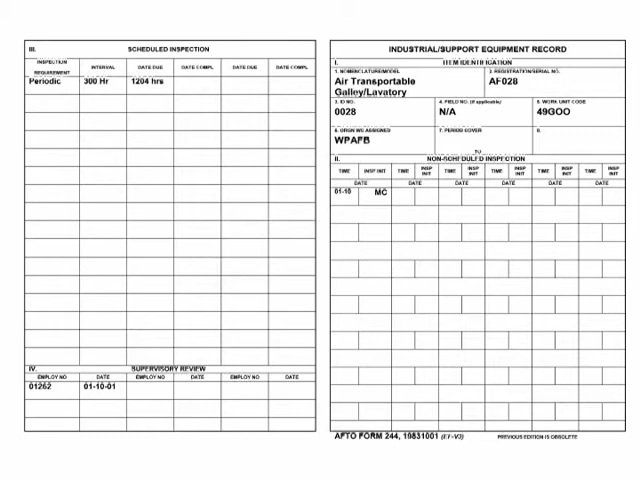 III. SCHEDULED INSPECTION
INSPECTION REQUIREMENT INTERVAL DATE DUE DATE COMPL DATE DUE DATE COMPL
Periodic 300 Hr 1204 hrs
IV. SUPERVISORY REVIEW
EMPLOY NO DATE EMPLOY NO DATE EMPLOY NO DATE
01262 01-10-01
INDUSTRIAL/SUPPORT EQUIPMENT RECORD
I. ITEM IDENTIFICATION
1. NOMENCLATURE/MODEL 2. REGISTRATION/SERIAL NO.
Air Transportable AF028
Galley/Lavatory
3. ID NO. 4. FIELD NO. (If applicable) 5. WORK UNIT CODE
0028 N/A 49GOO
6. ORGN WU ASSIGNED 7. PERIOD COVER 8.
WPAFB
TO
II. NON-SCHEDULED INSPECTION
TIME INSP INIT TIME INSP INIT TIME INSP INIT TIME INSP INIT TIME INSP INIT TIME INSP INIT
DATE DATE DATE DATE DATE DATE
01-10 MC
AFTO FORM 244, 19831001 (EF-V3) PREVIOUS EDITION IS OBSOLETE